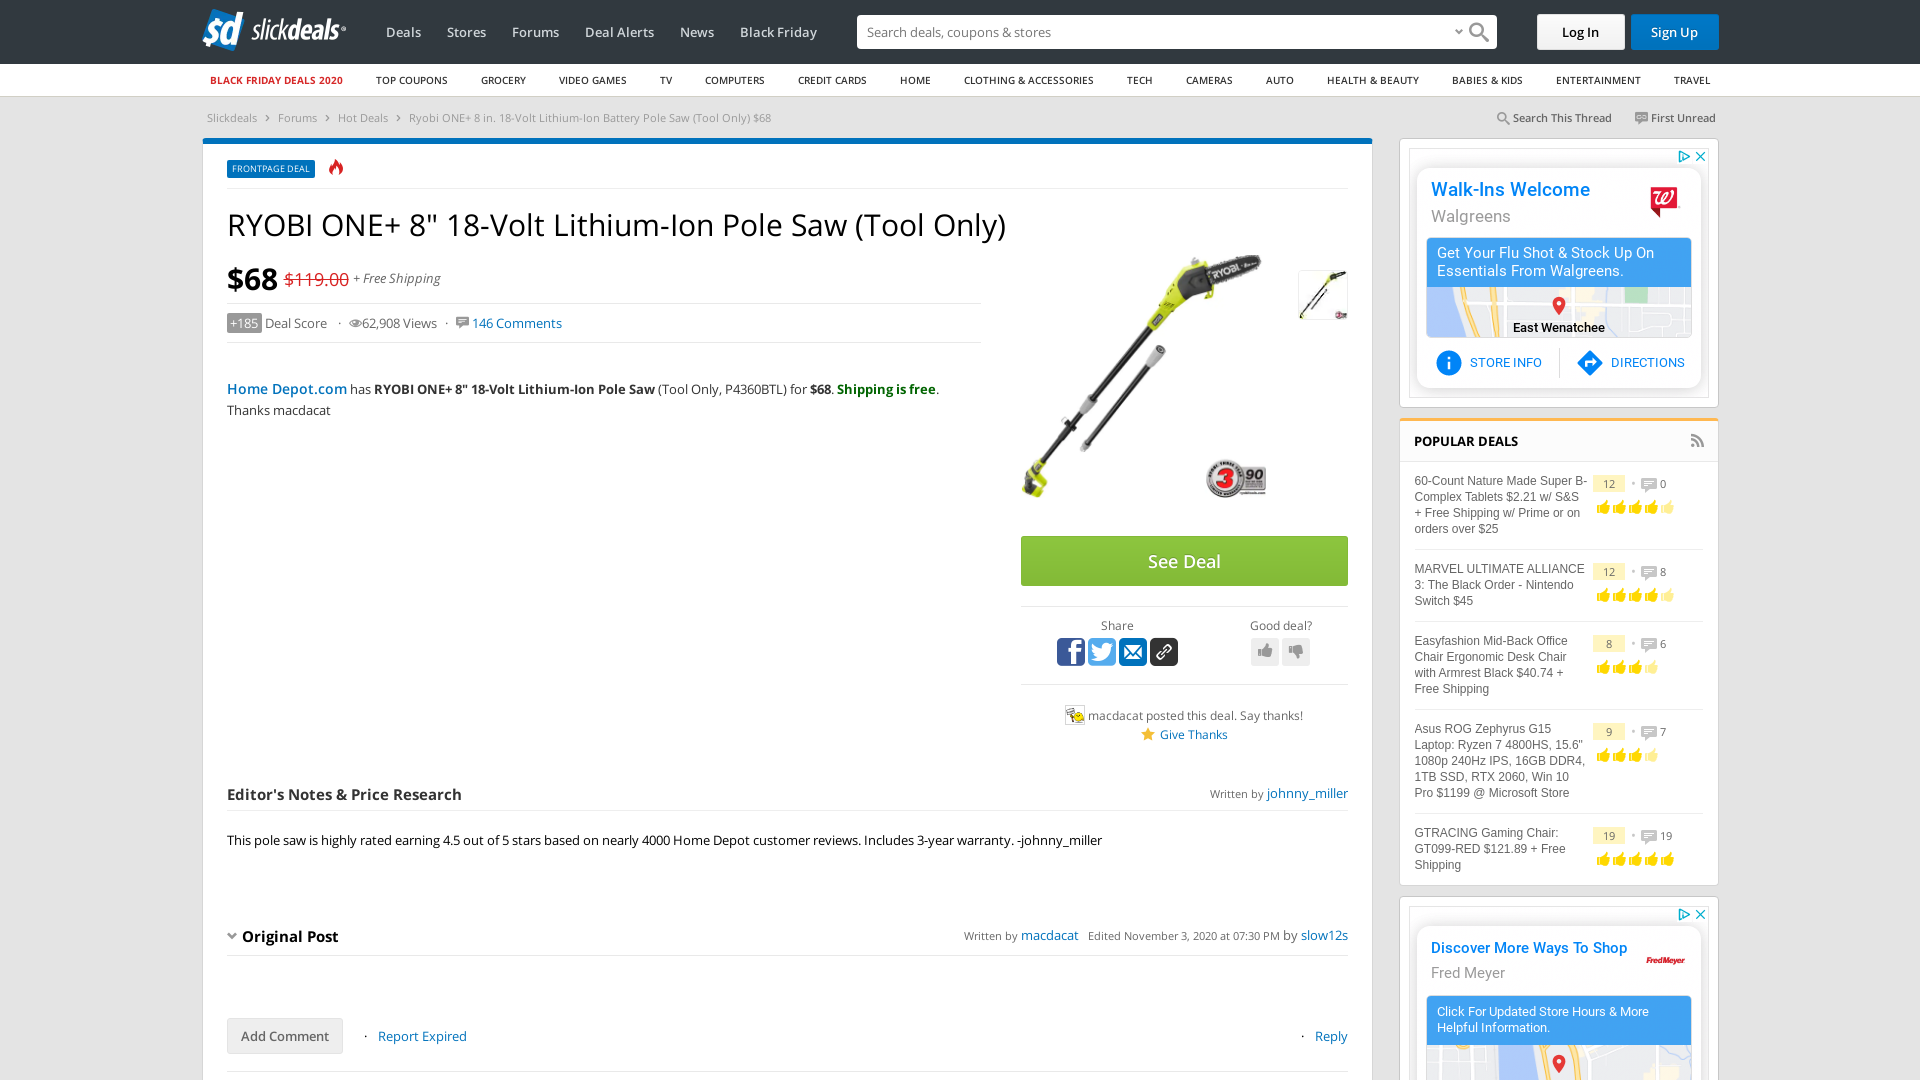 sd slickdeals
Deals
Stores
Forums
Deal Alerts
News
Black Friday
Search deals, coupons & shopping
Log In
Sign Up
BLACK FRIDAY DEALS 2020
TOP COUPONS
GROCERY
VIDEO GAMES
TV
COMPUTERS
CREDIT CARDS
HOME
CLOTHING & ACCESSORIES
TECH
CAMERAS
AUTO
HEALTH & BEAUTY
BABIES & KIDS
ENTERTAINMENT
TRAVEL
Slickdeals › Forums › Hot Deals › Ryobi ONE+ 8 in. 18-Volt Lithium-Ion Battery Pole Saw (Tool Only) $68
Search This Thread
First Unread
FRONTPAGE DEAL
RYOBI ONE+ 8" 18-Volt Lithium-Ion Pole Saw (Tool Only)
$68 $119.00 + Free Shipping
+185 Deal Score · 62,908 Views · 146 Comments
Home Depot.com has RYOBI ONE+ 8" 18-Volt Lithium-Ion Pole Saw (Tool Only, P4360BTL) for $68. Shipping is free.
Thanks macdacat
RYOBI
3
90
See Deal
Share
Good deal?
macdacat posted this deal. Say thanks!
Give Thanks
Editor's Notes & Price Research
Written by johnny_miller
This pole saw is highly rated earning 4.5 out of 5 stars based on nearly 4000 Home Depot customer reviews. Includes 3-year warranty. -johnny_miller
Original Post
Written by macdacat Edited November 3, 2020 at 07:30 PM by slow12s
Add Comment
· Report Expired
· Reply
Walk-Ins Welcome
Walgreens
Get Your Flu Shot & Stock Up On
Essentials From Walgreens.
East Wenatchee
STORE INFO
DIRECTIONS
POPULAR DEALS
60-Count Nature Made Super B-
Complex Tablets $2.21 w/ S&S
+ Free Shipping w/ Prime or on
orders over $25
12 • 0
MARVEL ULTIMATE ALLIANCE
3: The Black Order - Nintendo
Switch $45
12 • 8
Easyfashion Mid-Back Office
Chair Ergonomic Desk Chair
with Armrest Black $40.74 +
Free Shipping
8 • 6
Asus ROG Zephyrus G15
Laptop: Ryzen 7 4800HS, 15.6"
1080p 240Hz IPS, 16GB DDR4,
1TB SSD, RTX 2060, Win 10
Pro $1199 @ Microsoft Store
9 • 7
GTRACING Gaming Chair:
GT099-RED $121.89 + Free
Shipping
19 • 19
Discover More Ways To Shop
Fred Meyer
Fred Meyer
Click For Updated Store Hours & More
Helpful Information.